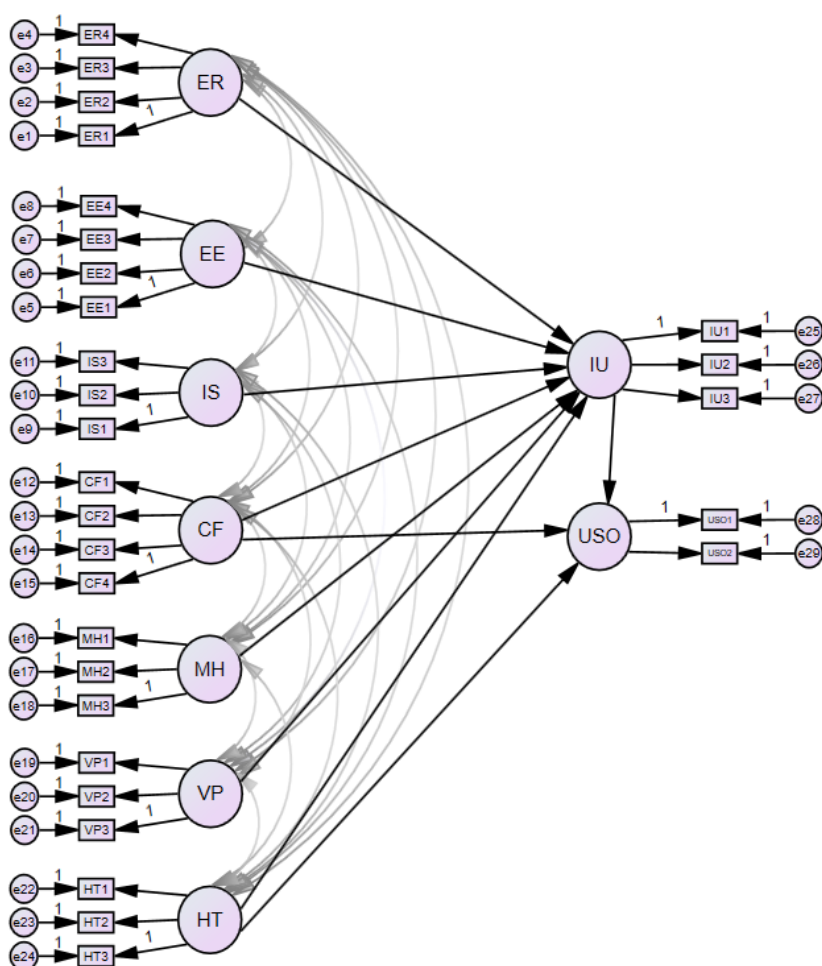 e4 1 ER4
e3 1 ER3
e2 1 ER2
e1 1 ER1
1
ER
e8 1 EE4
e7 1 EE3
e6 1 EE2
e5 1 EE1
1
EE
e11 1 IS3
e10 1 IS2
e9 1 IS1
1
IS
e12 1 CF1
e13 1 CF2
e14 1 CF3
e15 1 CF4
1
CF
e16 1 MH1
e17 1 MH2
e18 1 MH3
1
MH
e19 1 VP1
e20 1 VP2
e21 1 VP3
1
VP
e22 1 HT1
e23 1 HT2
e24 1 HT3
1
HT
IU
1 IU1 1 e25
IU2 1 e26
IU3 1 e27
USO
1 USO1 1 e28
USO2 1 e29